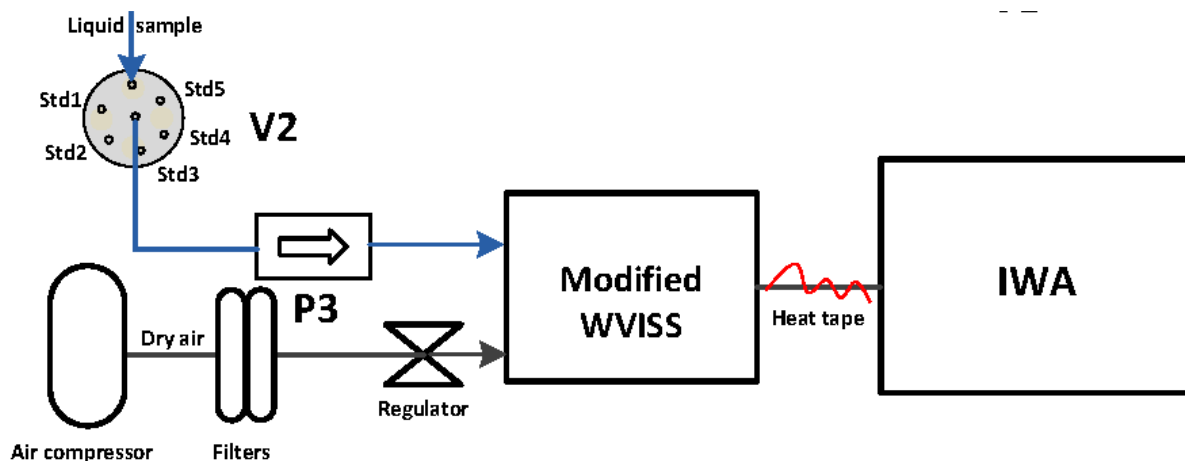 Liquid sample
Std1
Std5
V2
Std2
Std4
Std3
P3
Modified
WVISS
IWA
Heat tape
Dry air
Regulator
Air compressor
Filters